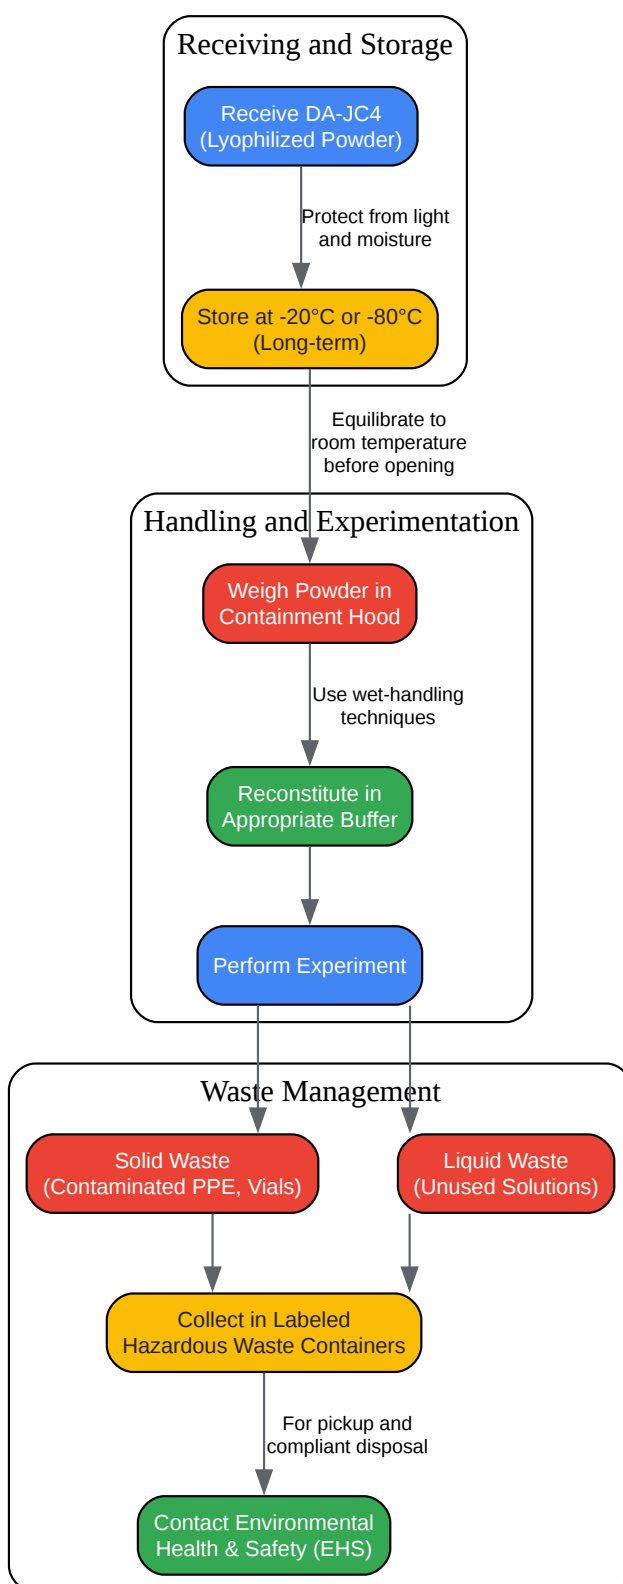 Receiving and Storage
Receive DA-JC4
(Lyophilized Powder)
Protect from light
and moisture
Store at -20°C or -80°C
(Long-term)
Equilibrate to
room temperature
before opening
Handling and Experimentation
Weigh Powder in
Containment Hood
Use wet-handling
techniques
Reconstitute in
Appropriate Buffer
Perform Experiment
Waste Management
Solid Waste
(Contaminated PPE, Vials)
Liquid Waste
(Unused Solutions)
Collect in Labeled
Hazardous Waste Containers
For pickup and
compliant disposal
Contact Environmental
Health & Safety (EHS)